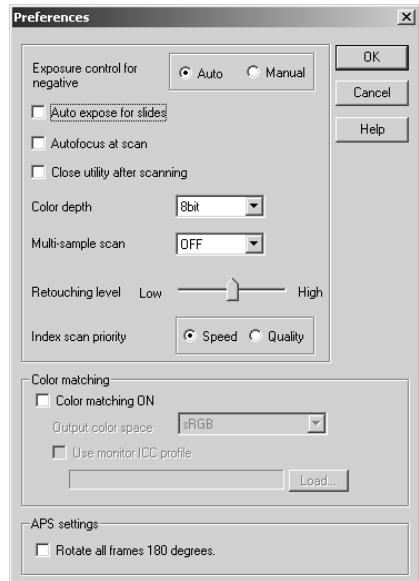 Preferences
Exposure control for negative
Auto Manual
OK
Cancel
Help
Auto expose for slides
Autofocus at scan
Close utility after scanning
Color depth 8bit
Multi-sample scan OFF
Retouching level Low High
Index scan priority Speed Quality
Color matching
Color matching ON
Output color space sRGB
Use monitor ICC profile
Load...
APS settings
Rotate all frames 180 degrees.